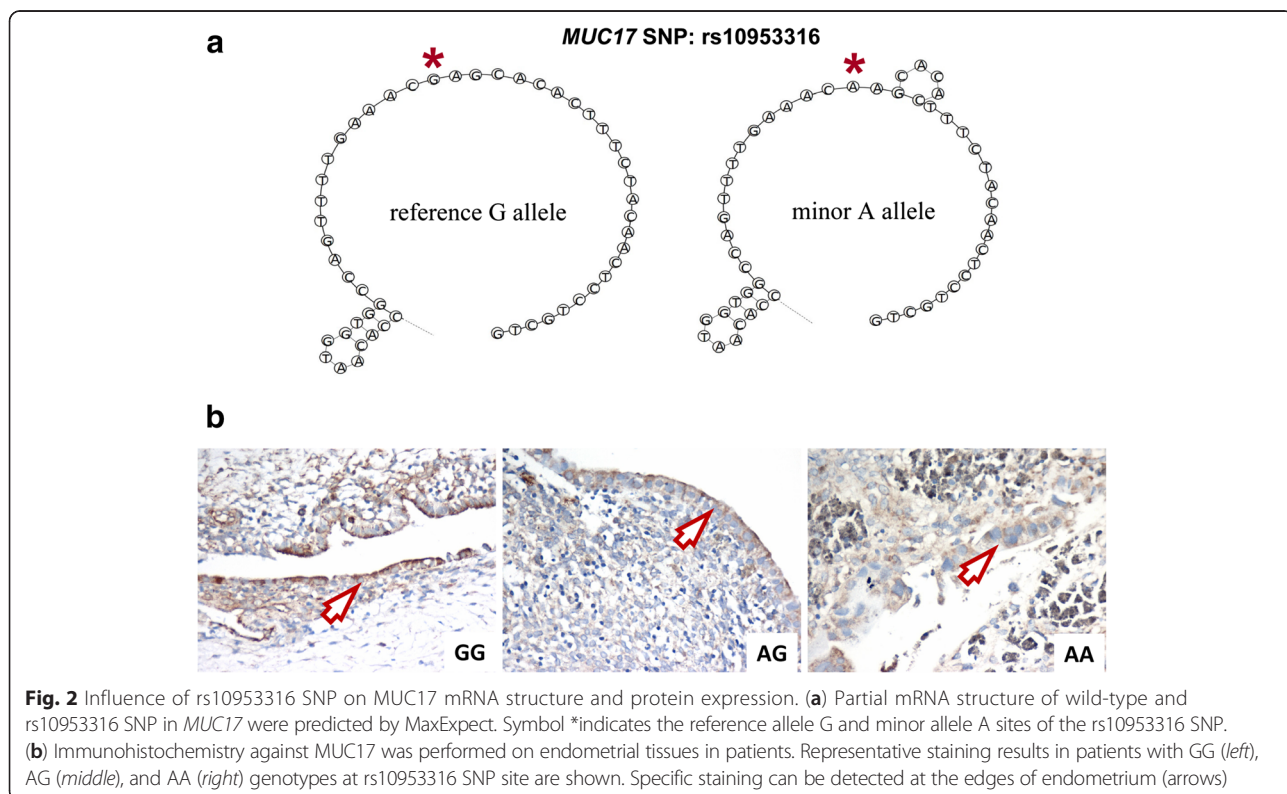 a
MUC17 SNP: rs10953316
*
*
reference G allele
minor A allele
b
GG
AG
AA
Fig. 2 Influence of rs10953316 SNP on MUC17 mRNA structure and protein expression. (a) Partial mRNA structure of wild-type and
rs10953316 SNP in MUC17 were predicted by MaxExpect. Symbol *indicates the reference allele G and minor allele A sites of the rs10953316 SNP.
(b) Immunohistochemistry against MUC17 was performed on endometrial tissues in patients. Representative staining results in patients with GG (left),
AG (middle), and AA (right) genotypes at rs10953316 SNP site are shown. Specific staining can be detected at the edges of endometrium (arrows)